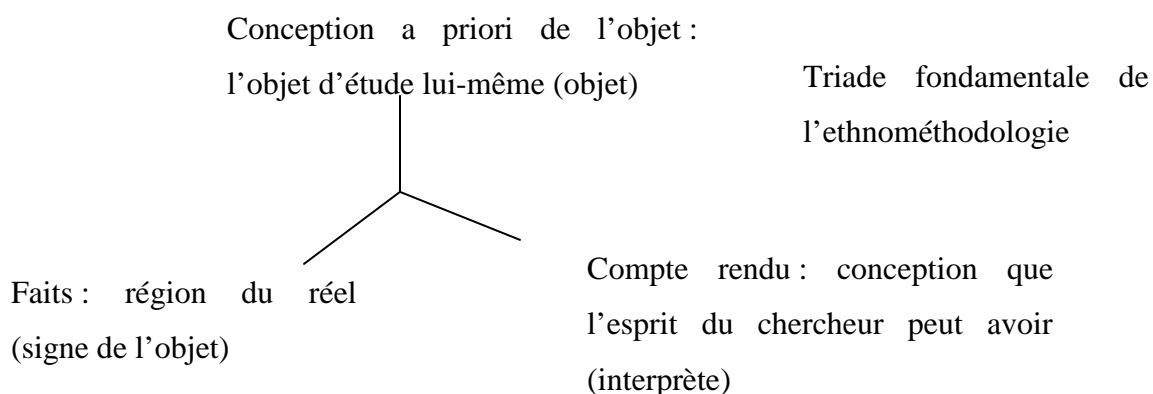 Conception a priori de l’objet :
l’objet d’étude lui-même (objet)
Triade fondamentale de
l’ethnométhodologie
Faits : région du réel
(signe de l’objet)
Compte rendu : conception que
l’esprit du chercheur peut avoir
(interprète)